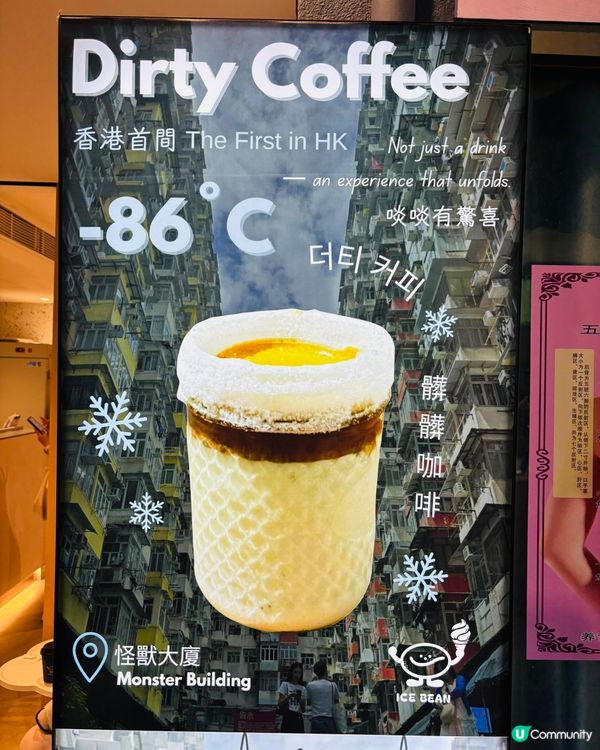 Dirty Coffee
香港首間 The First in HK
Not just a drink
— an experience that unfolds.
啖啖有驚喜
-86°C
더티 커피
髒髒咖啡
怪獸大廈
Monster Building
ICE BEAN
五
养
U Community